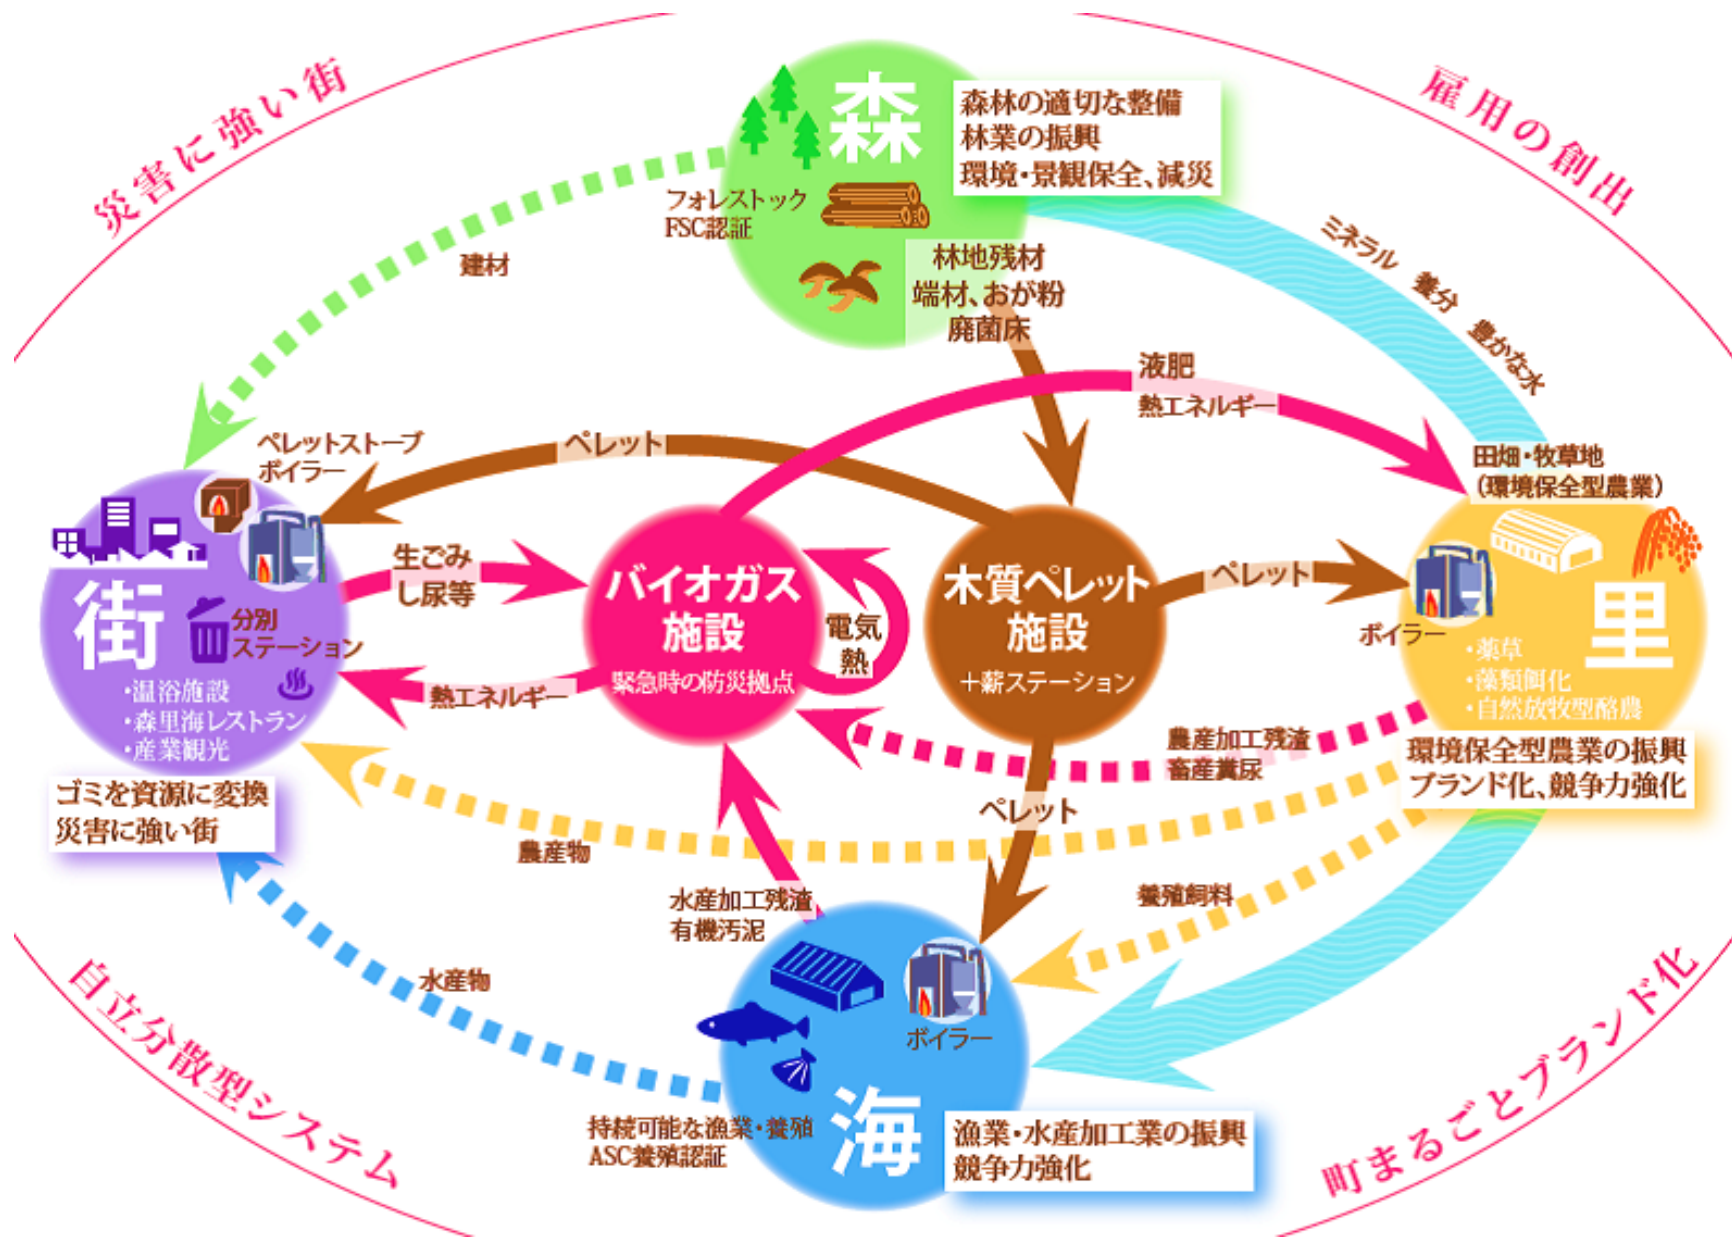 災害に強い街
雇用の創出
森
森林の適切な整備
林業の振興
環境・景観保全、減災
フォレストック
FSC認証
建材
林地残材
端材、おが粉
廃菌床
ミネラル 養分 豊かな水
液肥
熱エネルギー
ペレットストーブ
ボイラー
ペレット
田畑・牧草地
（環境保全型農業）
生ごみ
し尿等
街
分別
ステーション
・温浴施設
・森里海レストラン
・産業観光
ゴミを資源に変換
災害に強い街
熱エネルギー
バイオガス
施設
緊急時の防災拠点
電気
熱
木質ペレット
施設
＋薪ステーション
ペレット
ボイラー
里
・薬草
・藻類餌化
・自然放牧型酪農
環境保全型農業の振興
ブランド化、競争力強化
農産加工残渣
畜産糞尿
ペレット
農産物
養殖飼料
水産加工残渣
有機汚泥
水産物
ボイラー
海
持続可能な漁業・養殖
ASC養殖認証
漁業・水産加工業の振興
競争力強化
自立分散型システム
町まるごとブランド化